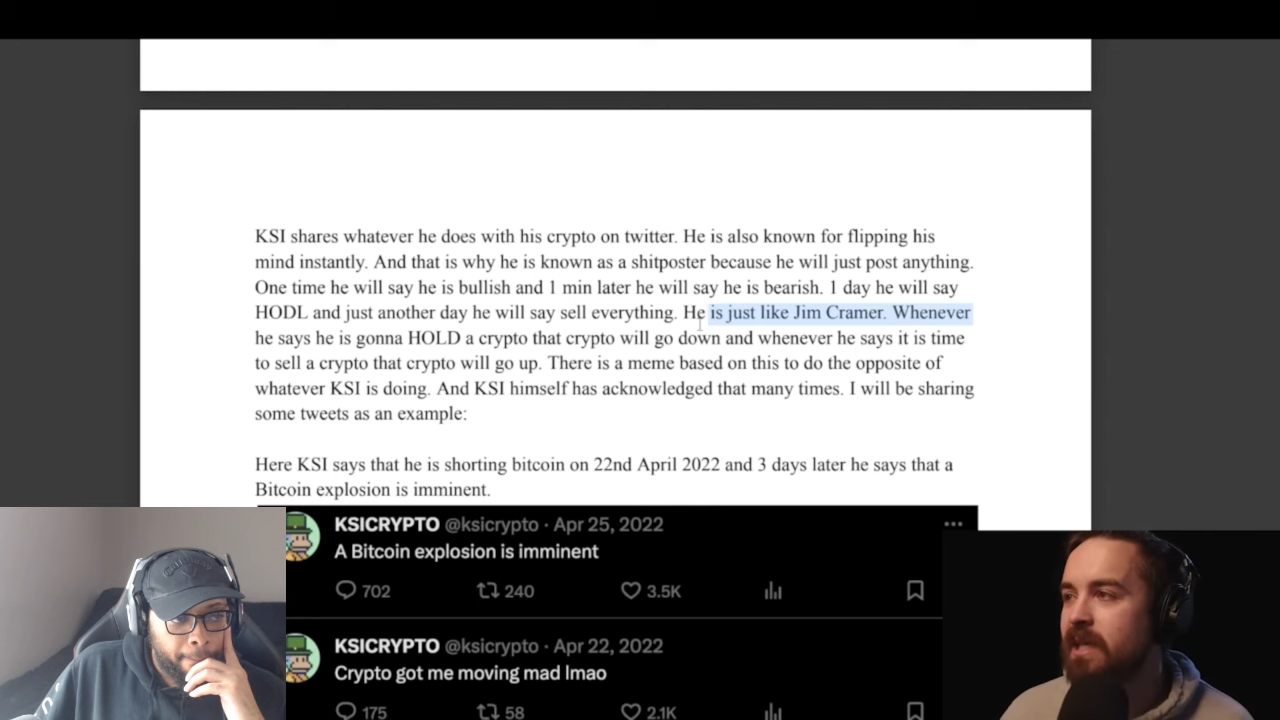 KSI shares whatever he does with his crypto on twitter. He is also known for flipping his
mind instantly. And that is why he is known as a shitposter because he will just post anything.
One time he will say he is bullish and 1 min later he will say he is bearish. 1 day he will say
HODL and just another day he will say sell everything. He is just like Jim Cramer. Whenever
he says he is gonna HOLD a crypto that crypto will go down and whenever he says it is time
to sell a crypto that crypto will go up. There is a meme based on this to do the opposite of
whatever KSI is doing. And KSI himself has acknowledged that many times. I will be sharing
some tweets as an example:
Here KSI says that he is shorting bitcoin on 22nd April 2022 and 3 days later he says that a
Bitcoin explosion is imminent.
KSICRYPTO @ksicrypto · Apr 25, 2022
A Bitcoin explosion is imminent
702 240 3.5K
KSICRYPTO @ksicrypto · Apr 22, 2022
Crypto got me moving mad lmao
175 58 2.1K